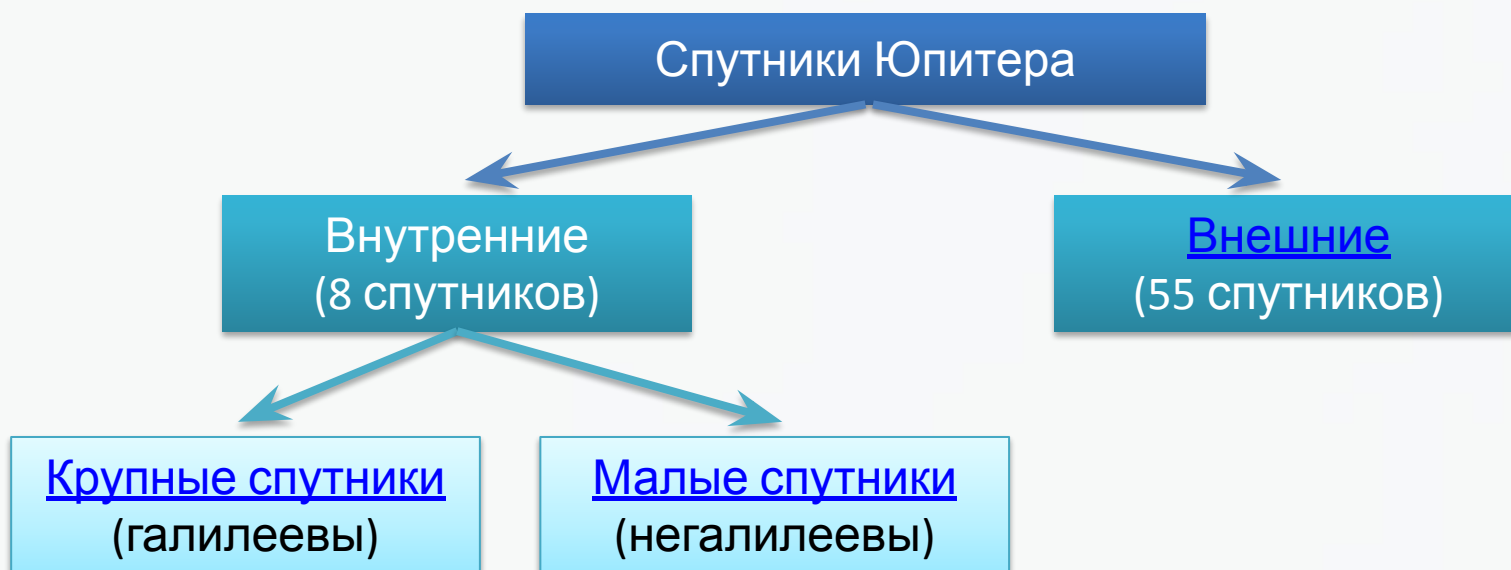 Спутники Юпитера
Внутренние
(8 спутников)
Внешние
(55 спутников)
Крупные спутники
(галилеевы)
Малые спутники
(негалилеевы)